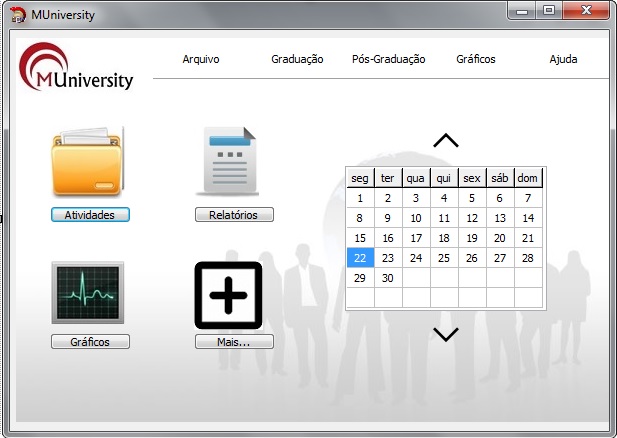 MUniversity
MUniversity
Arquivo Graduação Pós-Graduação Gráficos Ajuda
Atividades Relatórios
seg ter qua qui sex sáb dom
1 2 3 4 5 6 7
8 9 10 11 12 13 14
15 16 17 18 19 20 21
22 23 24 25 26 27 28
29 30
Gráficos Mais...